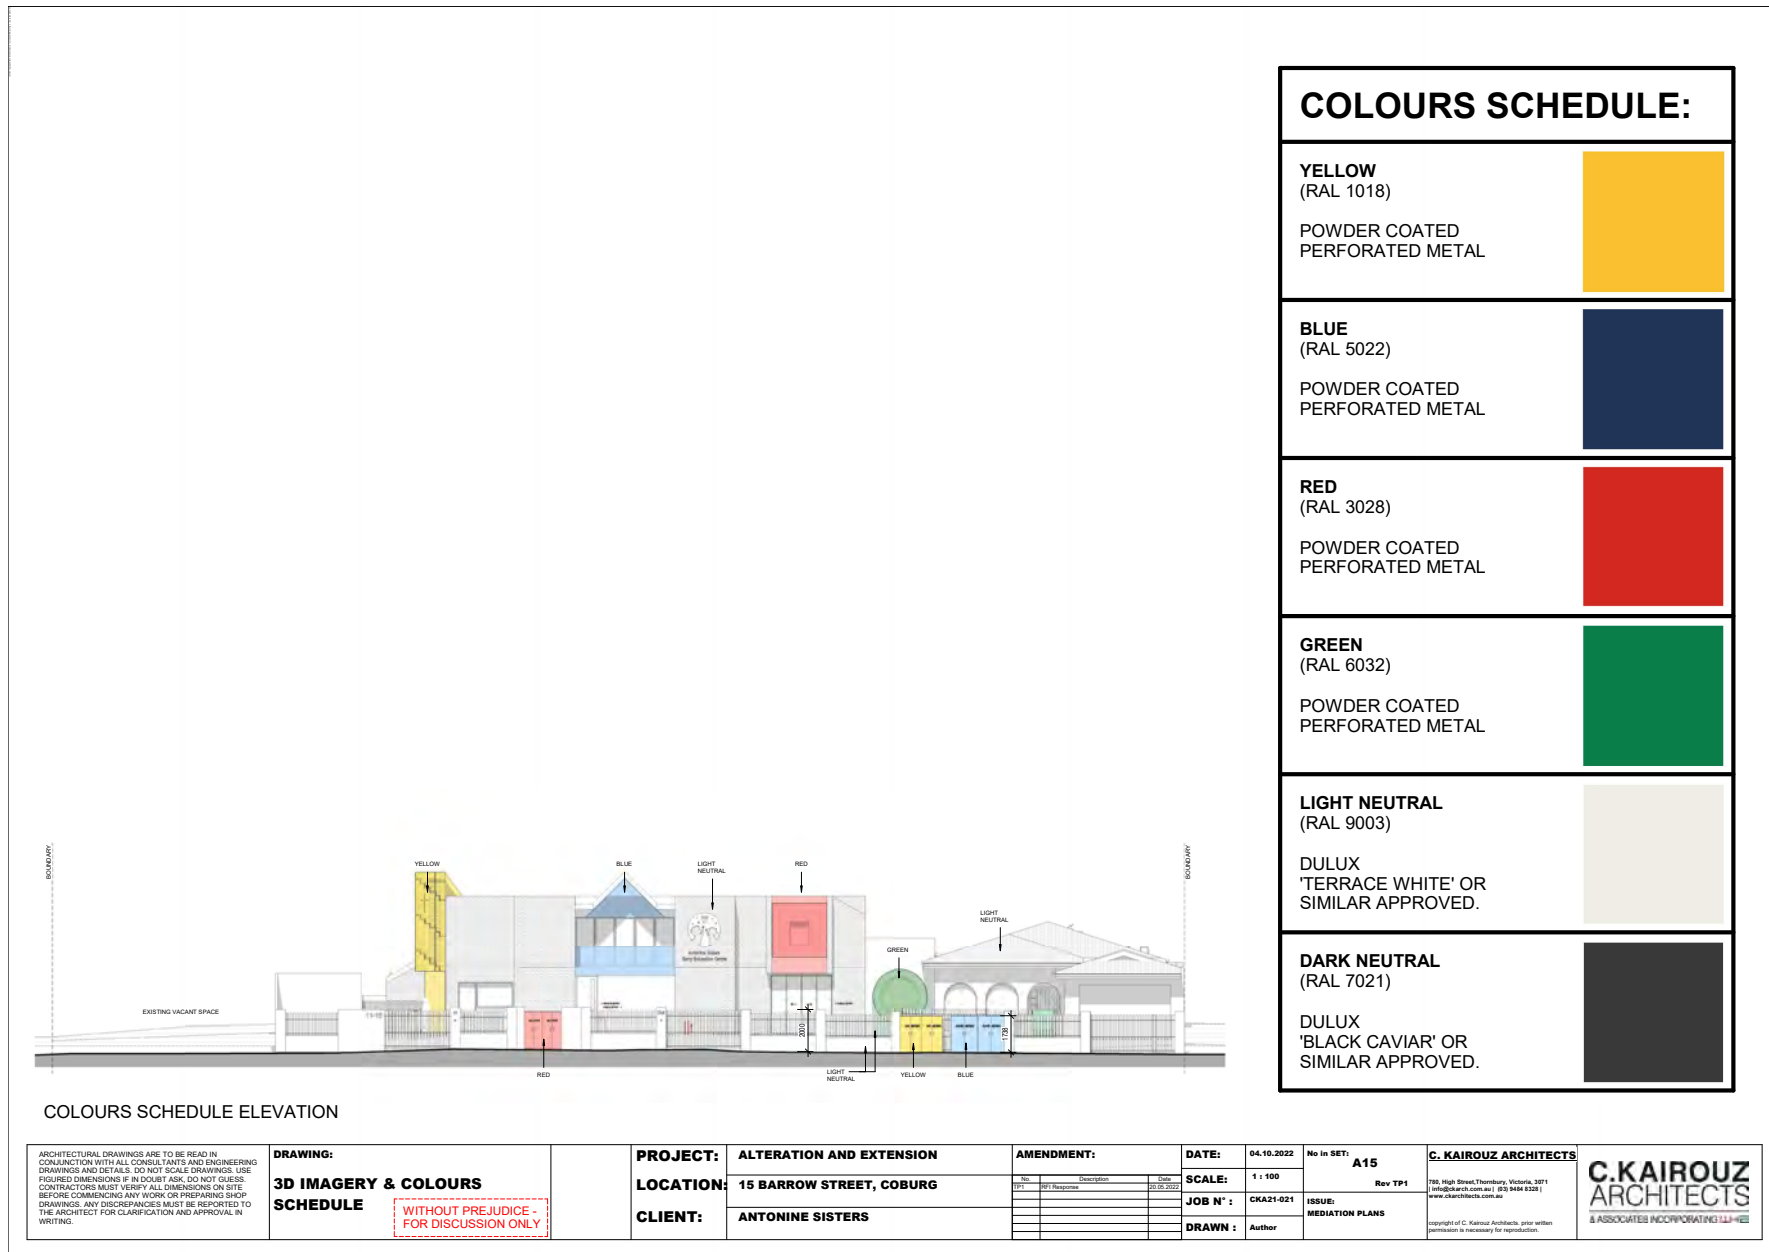 COLOURS SCHEDULE:
YELLOW
(RAL 1018)
POWDER COATED
PERFORATED METAL
BLUE
(RAL 5022)
POWDER COATED
PERFORATED METAL
RED
(RAL 3028)
POWDER COATED
PERFORATED METAL
GREEN
(RAL 6032)
POWDER COATED
PERFORATED METAL
LIGHT NEUTRAL
(RAL 9003)
DULUX
'TERRACE WHITE' OR
SIMILAR APPROVED.
DARK NEUTRAL
(RAL 7021)
DULUX
'BLACK CAVIAR' OR
SIMILAR APPROVED.
BOUNDARY
YELLOW
BLUE
LIGHT
NEUTRAL
RED
BOUNDARY
LIGHT
NEUTRAL
GREEN
EXISTING VACANT SPACE
2000
1738
RED
LIGHT
NEUTRAL
YELLOW
BLUE
COLOURS SCHEDULE ELEVATION
ARCHITECTURAL DRAWINGS ARE TO BE READ IN
CONJUNCTION WITH ALL CONSULTANTS AND ENGINEERING
DRAWINGS AND DETAILS. DO NOT SCALE DRAWINGS. USE
FIGURED DIMENSIONS IF IN DOUBT ASK, DO NOT GUESS.
CONTRACTORS MUST VERIFY ALL DIMENSIONS ON SITE
BEFORE COMMENCING ANY WORK OR PREPARING SHOP
DRAWINGS. ANY DISCREPANCIES MUST BE REPORTED TO
THE ARCHITECT FOR CLARIFICATION AND APPROVAL IN
WRITING.
DRAWING:
3D IMAGERY & COLOURS
SCHEDULE
WITHOUT PREJUDICE -
FOR DISCUSSION ONLY
PROJECT: ALTERATION AND EXTENSION
LOCATION: 15 BARROW STREET, COBURG
CLIENT: ANTONINE SISTERS
AMENDMENT:
No. Description Date
TP1 RFI Response 20.05.2022
DATE: 04.10.2022
SCALE: 1 : 100
JOB N° : CKA21-021
DRAWN : Author
No in SET: A15
Rev TP1
ISSUE:
MEDIATION PLANS
C. KAIROUZ ARCHITECTS
780, High Street,Thornbury, Victoria, 3071
| info@ckarch.com.au | (03) 9484 8328 |
www.ckarchitects.com.au
copyright of C. Kairouz Architects. prior written
permission is necessary for reproduction.
C.KAIROUZ
ARCHITECTS
& ASSOCIATES INCORPORATING